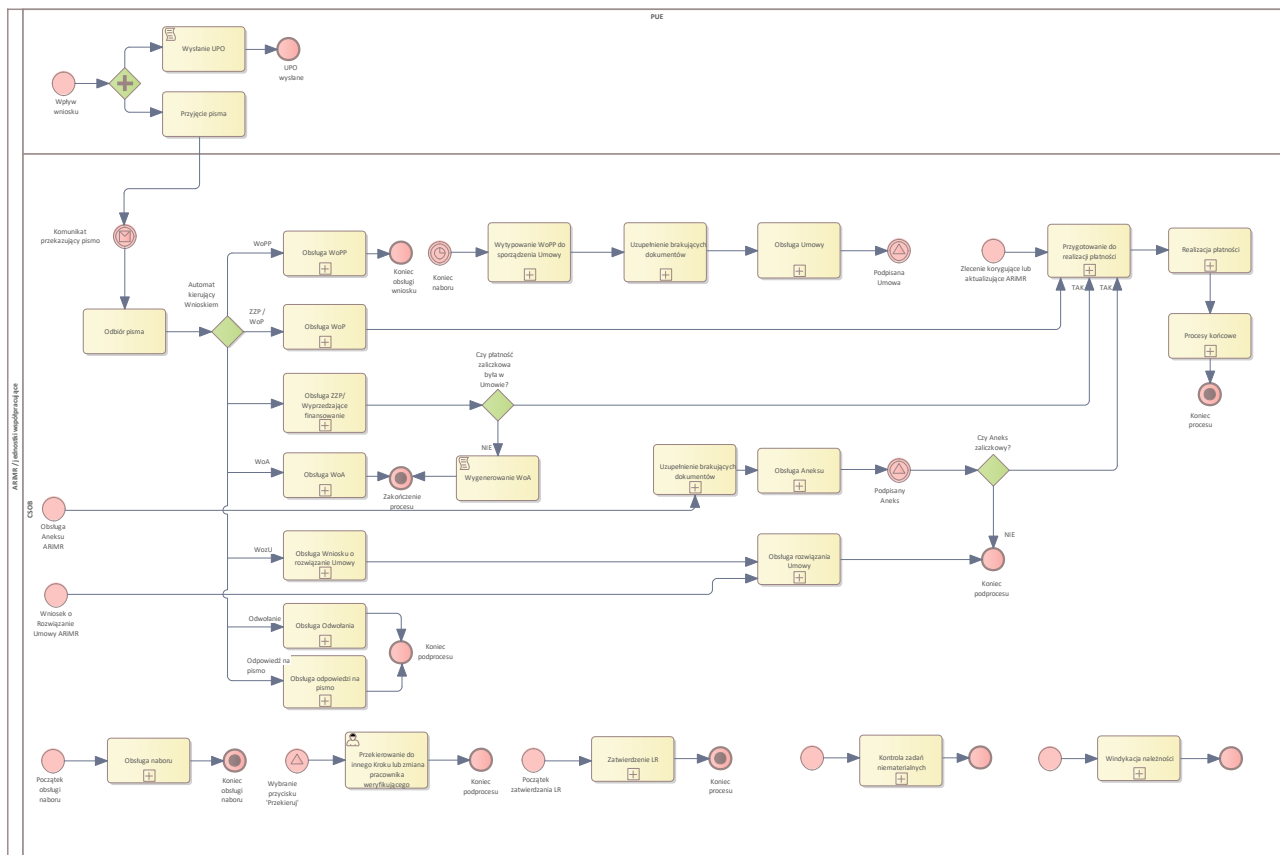 PUE
ARiMR / jednostki współpracujące
Wysłanie UPO
UPO
wysłane
Wpływ
wniosku
Przyjęcie pisma
CSOB
Komunikat
przekazujący pismo
Odbiór pisma
Automat
kierujący
Wnioskiem
WoPP
Obsługa WoPP
Koniec
obsługi
wniosku
Koniec
naboru
Wytypowanie WoPP do
sporządzenia Umowy
Uzupełnienie brakujących
dokumentów
Obsługa Umowy
Podpisana
Umowa
Zlecenie korygujące lub
aktualizujące ARiMR
Przygotowanie do
realizacji płatności
TAK
TAK
Realizacja płatności
Procesy końcowe
Koniec
procesu
ZZP /
WoP
Obsługa WoP
Obsługa ZZP/
Wyprzedzające
finansowanie
Czy płatność
zaliczkowa
była w
Umowie?
NIE
Wygenerowanie WoA
WoA
Obsługa WoA
Zakończenie
procesu
Uzupełnienie brakujących
dokumentów
Obsługa Aneksu
Podpisany
Aneks
Czy Aneks
zaliczkowy?
NIE
Koniec
podprocesu
Obsługa
Aneksu
ARiMR
WozU
Obsługa Wniosku o
rozwiązanie Umowy
Obsługa rozwiązania
Umowy
Wniosek o
Rozwiązanie
Umowy ARiMR
Odwołanie
Obsługa Odwołania
Koniec
podprocesu
Odpowiedź na
pismo
Obsługa odpowiedzi na
pismo
Początek
obsługi
naboru
Obsługa naboru
Koniec
obsługi
naboru
Wybranie
przycisku
'Przekieruj'
Przekierowanie do
innego Kroku lub zmiana
pracownika
weryfikującego
Koniec
podprocesu
Początek
zatwierdzania LR
Zatwierdzenie LR
Koniec
procesu
Kontrola zadań
niematerialnych
Windykacja należności